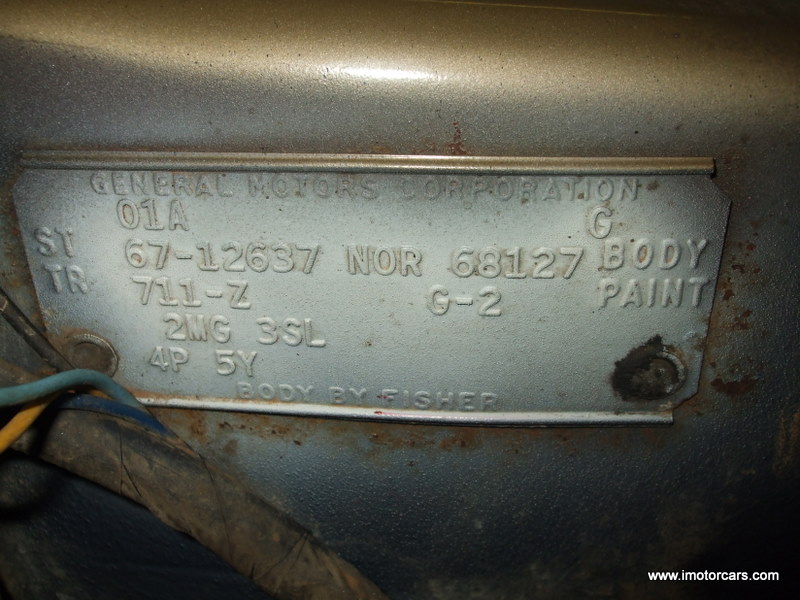 GENERAL MOTORS CORPORATION
01A G
ST 67-12637 NOR 68127 BODY
TR 711-Z G-2 PAINT
2MG 3SL
4P 5Y
BODY BY FISHER
www.imotorcars.com